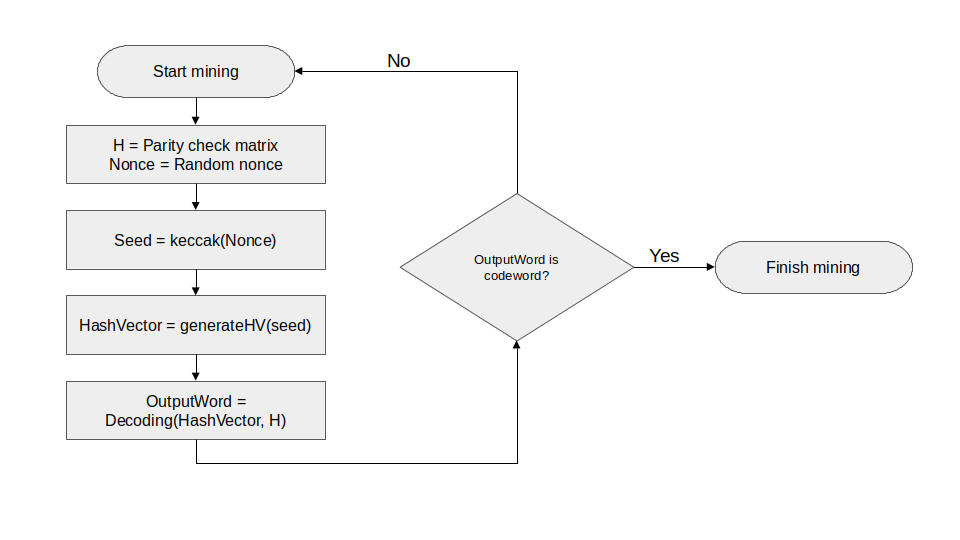 Start mining
H = Parity check matrix
Nonce = Random nonce
Seed = keccak(Nonce)
HashVector = generateHV(seed)
OutputWord =
Decoding(HashVector, H)
OutputWord is
codeword?
No
Yes
Finish mining